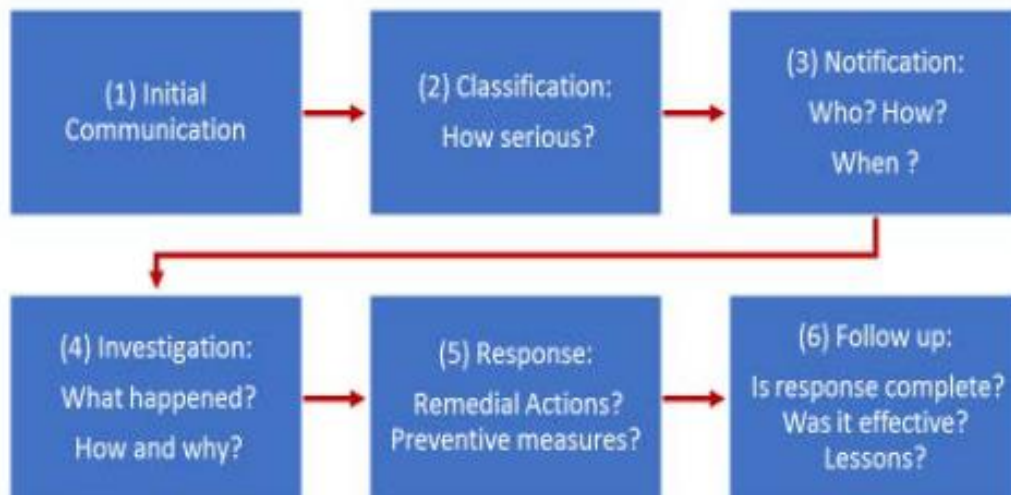 (1) Initial
Communication
(2) Classification:
How serious?
(3) Notification:
Who? How?
When ?
(4) Investigation:
What happened?
How and why?
(5) Response:
Remedial Actions?
Preventive measures?
(6) Follow up:
Is response complete?
Was it effective?
Lessons?